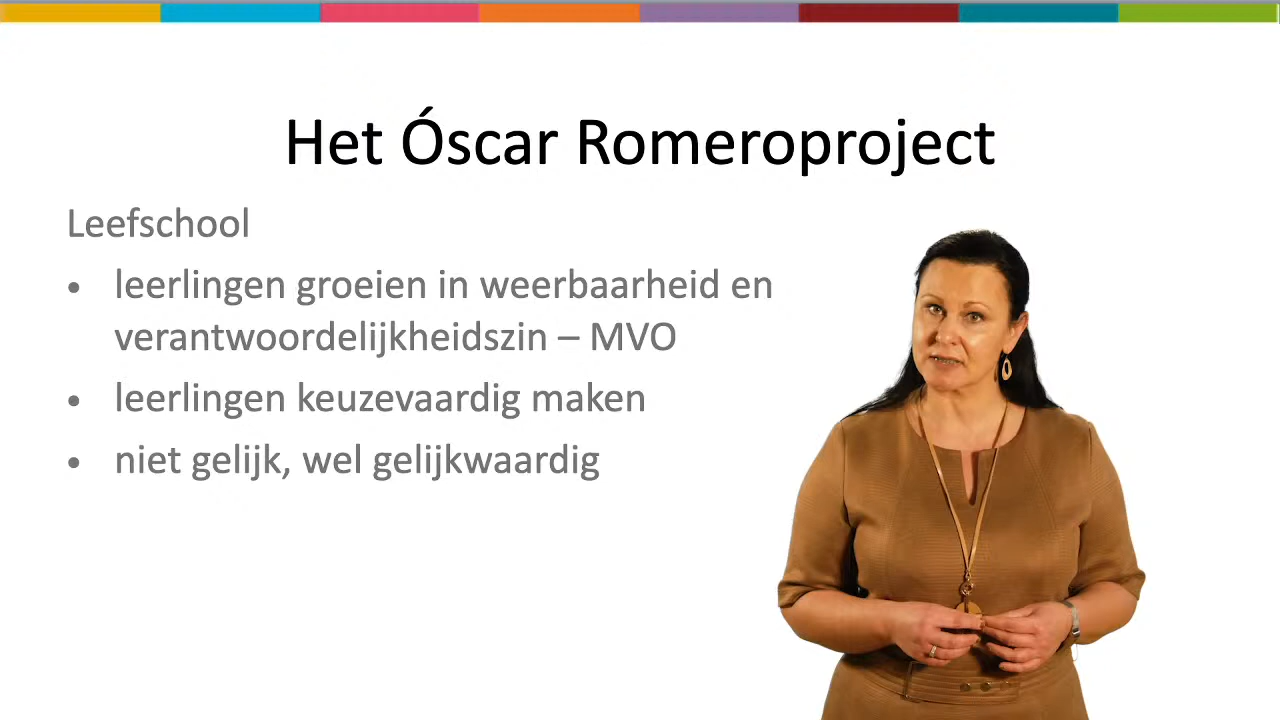 Het Óscar Romeroproject
Leefschool
• leerlingen groeien in weerbaarheid en
verantwoordelijkheidszin – MVO
• leerlingen keuzevaardig maken
• niet gelijk, wel gelijkwaardig